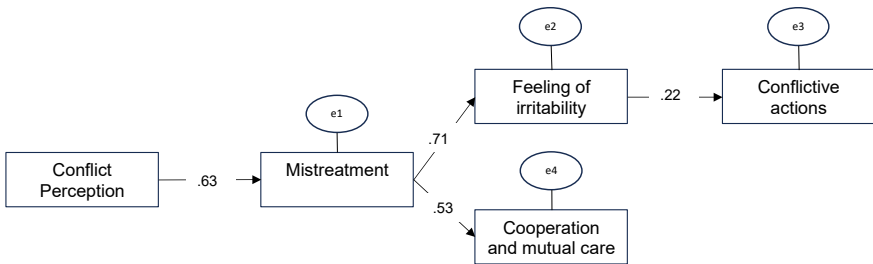 e2
e3
Feeling of
irritability
.22
Conflictive
actions
e1
.71
Conflict
Perception
.63
Mistreatment
e4
.53
Cooperation
and mutual care